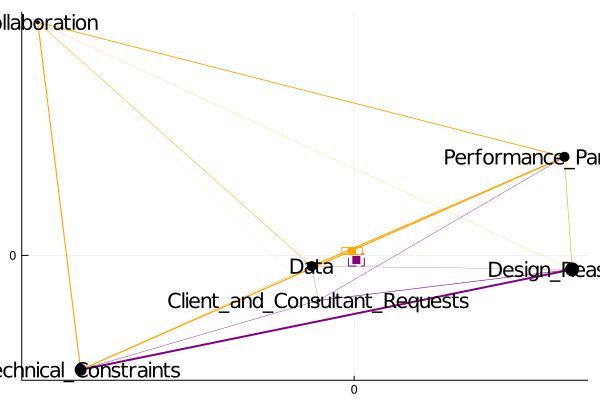 ollaboration
Performance_Par
0
Data
Design_Reas
Client_and_Consultant_Requests
echnical_Constraints
0